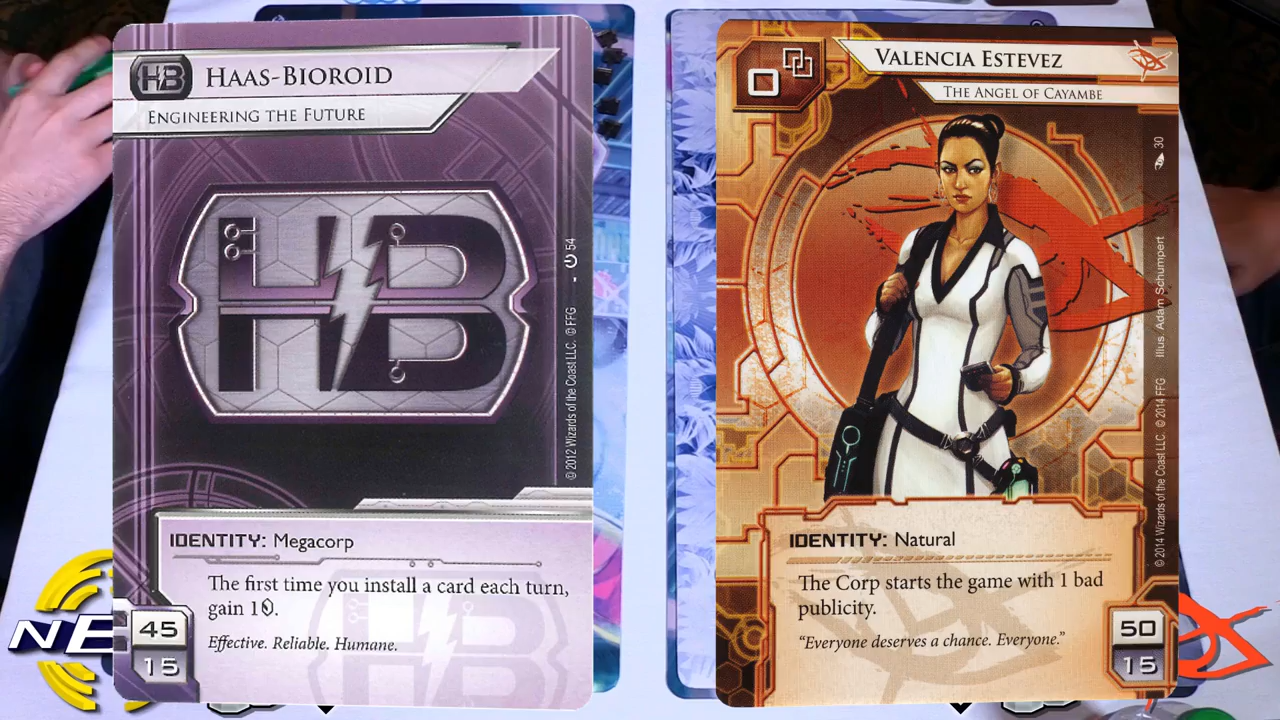 HB
HAAS-BIOROID
ENGINEERING THE FUTURE
HB
© 2012 Wizards of the Coast LLC. © FFG
54
IDENTITY: Megacorp
The first time you install a card each turn,
gain 1
Effective. Reliable. Humane.
45
15
0
VALENCIA ESTEVEZ
THE ANGEL OF CAYAMBE
© 2014 Wizards of the Coast LLC. © 2014 FFG
Illus. Adam Schumpert
30
IDENTITY: Natural
The Corp starts the game with 1 bad
publicity.
“Everyone deserves a chance. Everyone.”
50
15